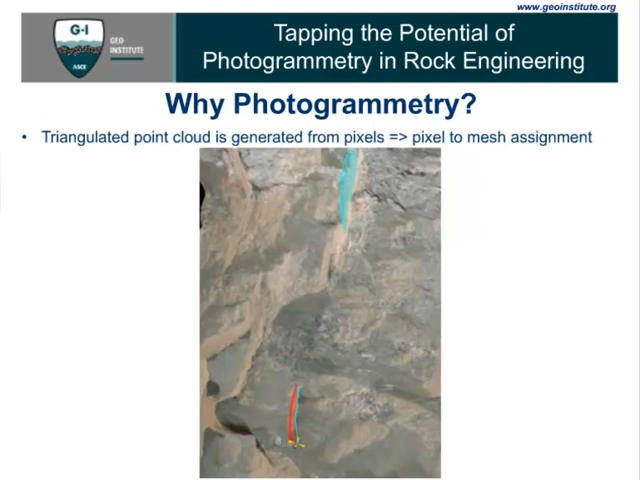 www.geoinstitute.org
G-I
GEO
INSTITUTE
ASCE
Tapping the Potential of
Photogrammetry in Rock Engineering
Why Photogrammetry?
• Triangulated point cloud is generated from pixels => pixel to mesh assignment